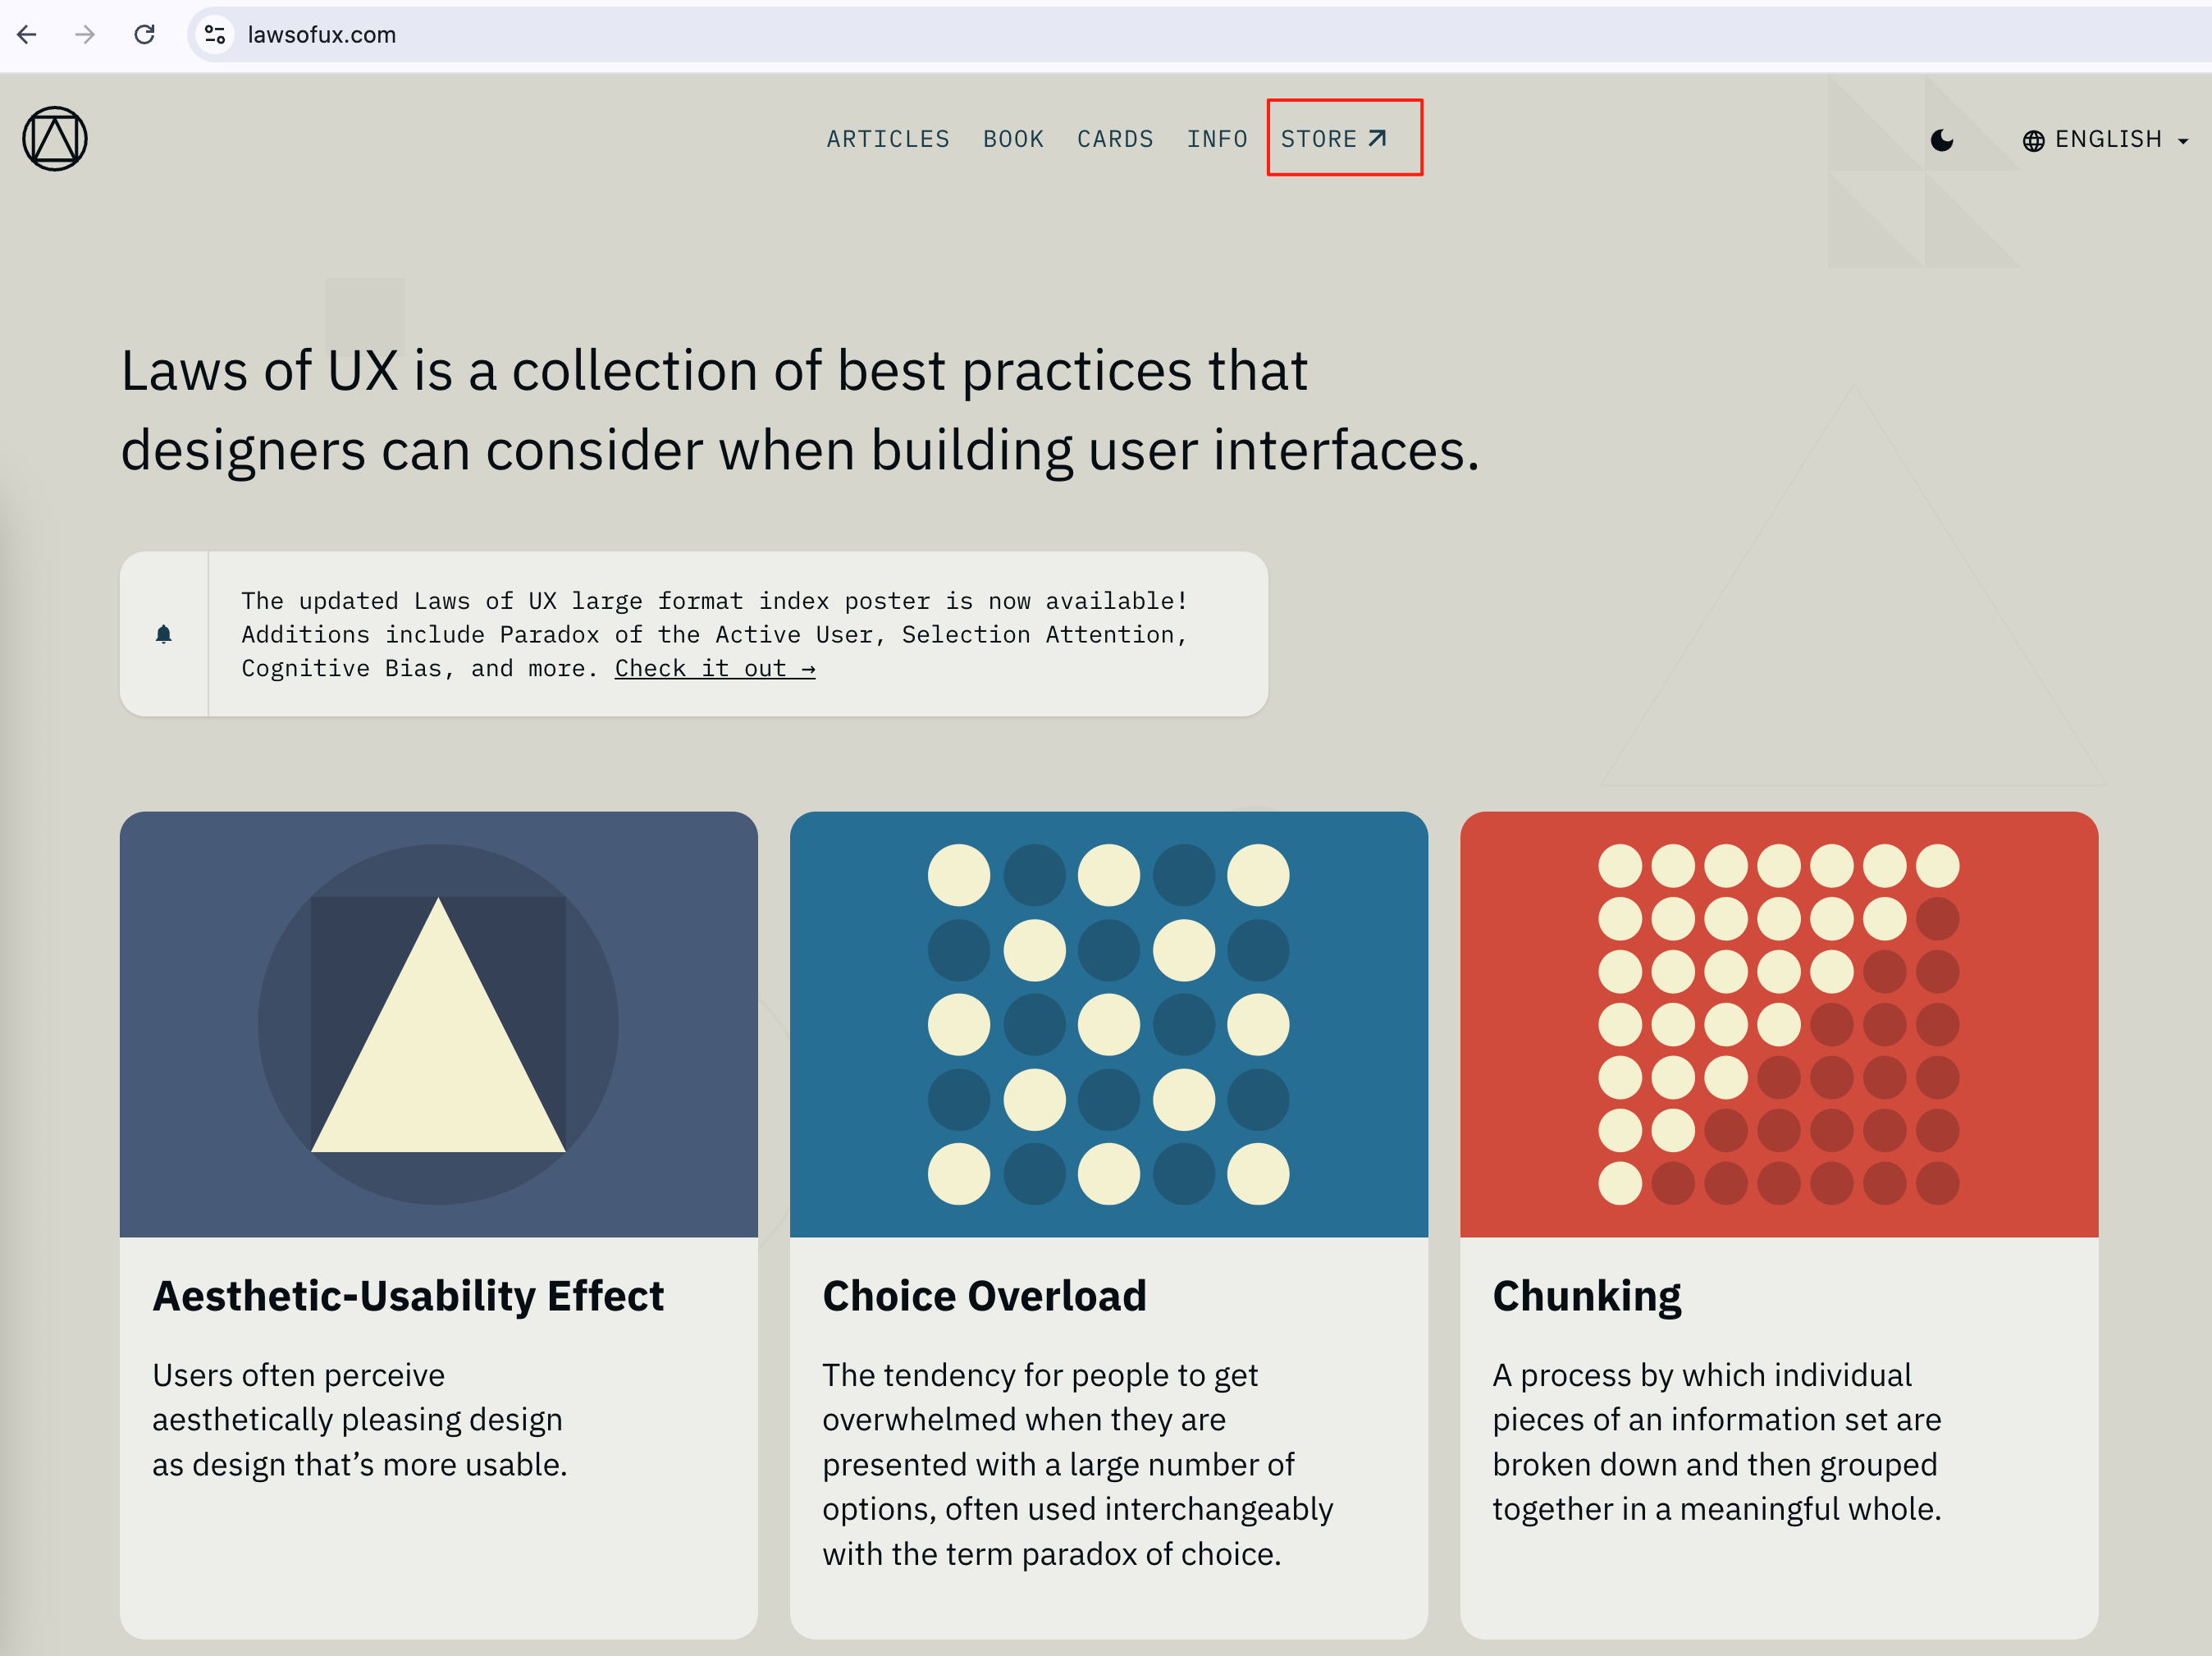 lawsofux.com
ARTICLES BOOK CARDS INFO STORE ENGLISH
Laws of UX is a collection of best practices that
designers can consider when building user interfaces.
The updated Laws of UX large format index poster is now available!
Additions include Paradox of the Active User, Selection Attention,
Cognitive Bias, and more. Check it out →
Aesthetic-Usability Effect
Users often perceive
aesthetically pleasing design
as design that’s more usable.
Choice Overload
The tendency for people to get
overwhelmed when they are
presented with a large number of
options, often used interchangeably
with the term paradox of choice.
Chunking
A process by which individual
pieces of an information set are
broken down and then grouped
together in a meaningful whole.